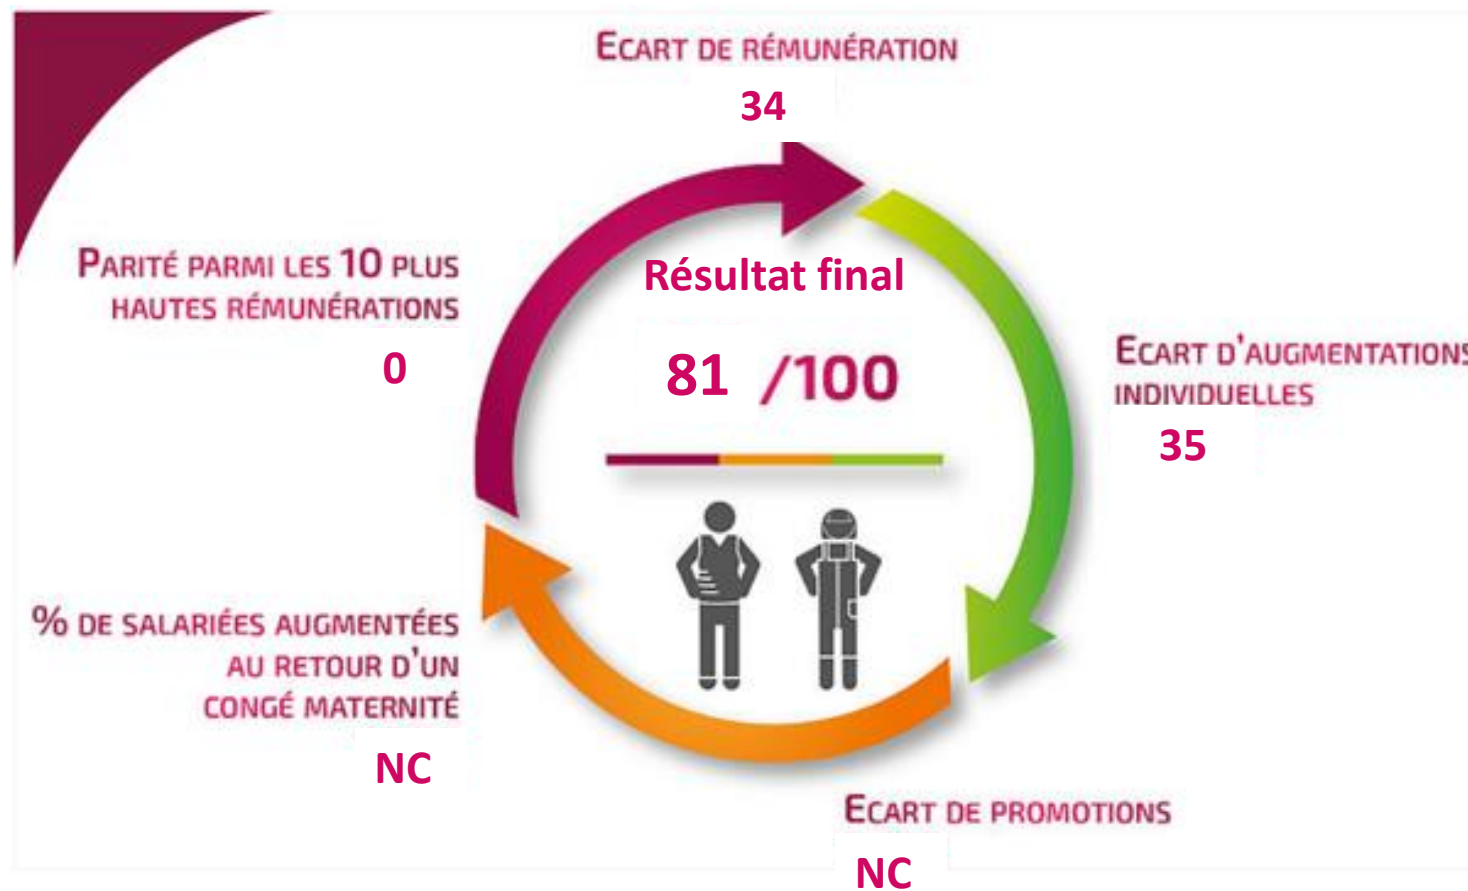 ECART DE RÉMUNÉRATION
34
PARITÉ PARMI LES 10 PLUS
HAUTES RÉMUNÉRATIONS
0
Résultat final
81 /100
ECART D'AUGMENTATIONS
INDIVIDUELLES
35
% DE SALARIÉES AUGMENTÉES
AU RETOUR D'UN
CONGÉ MATERNITÉ
NC
ECART DE PROMOTIONS
NC